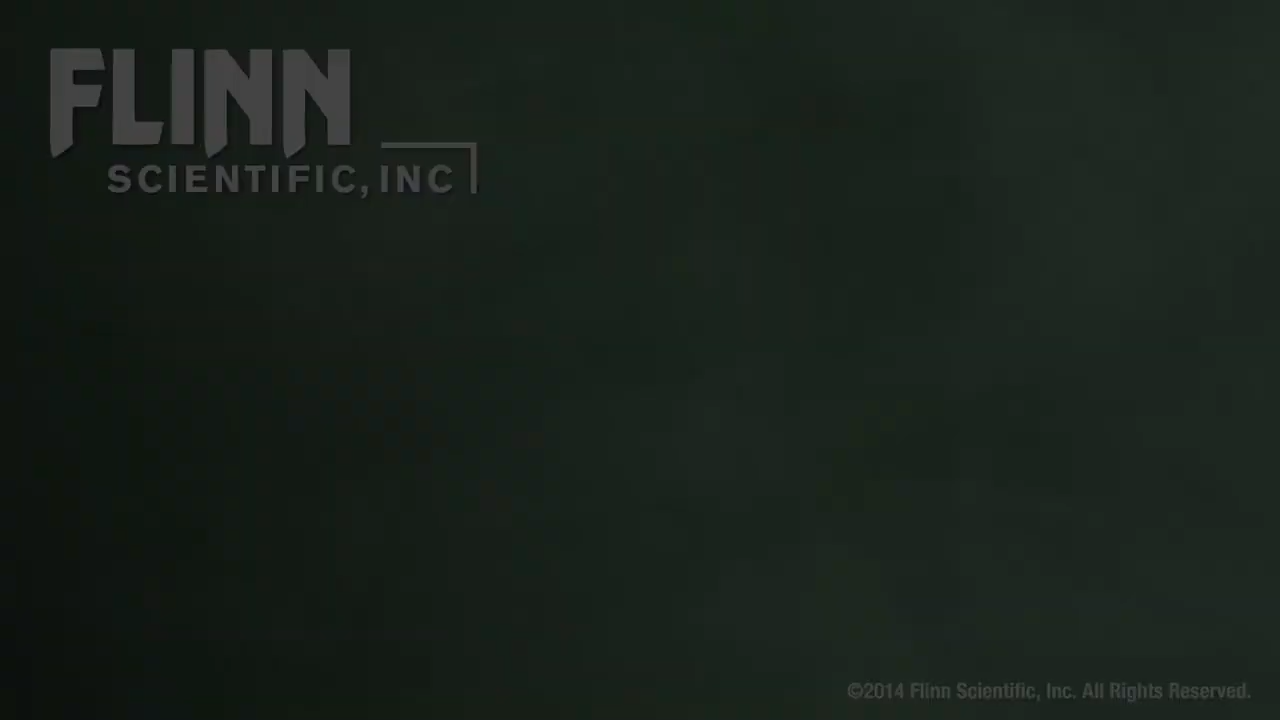 FLINN
SCIENTIFIC, INC
©2014 Flinn Scientific, Inc. All Rights Reserved.